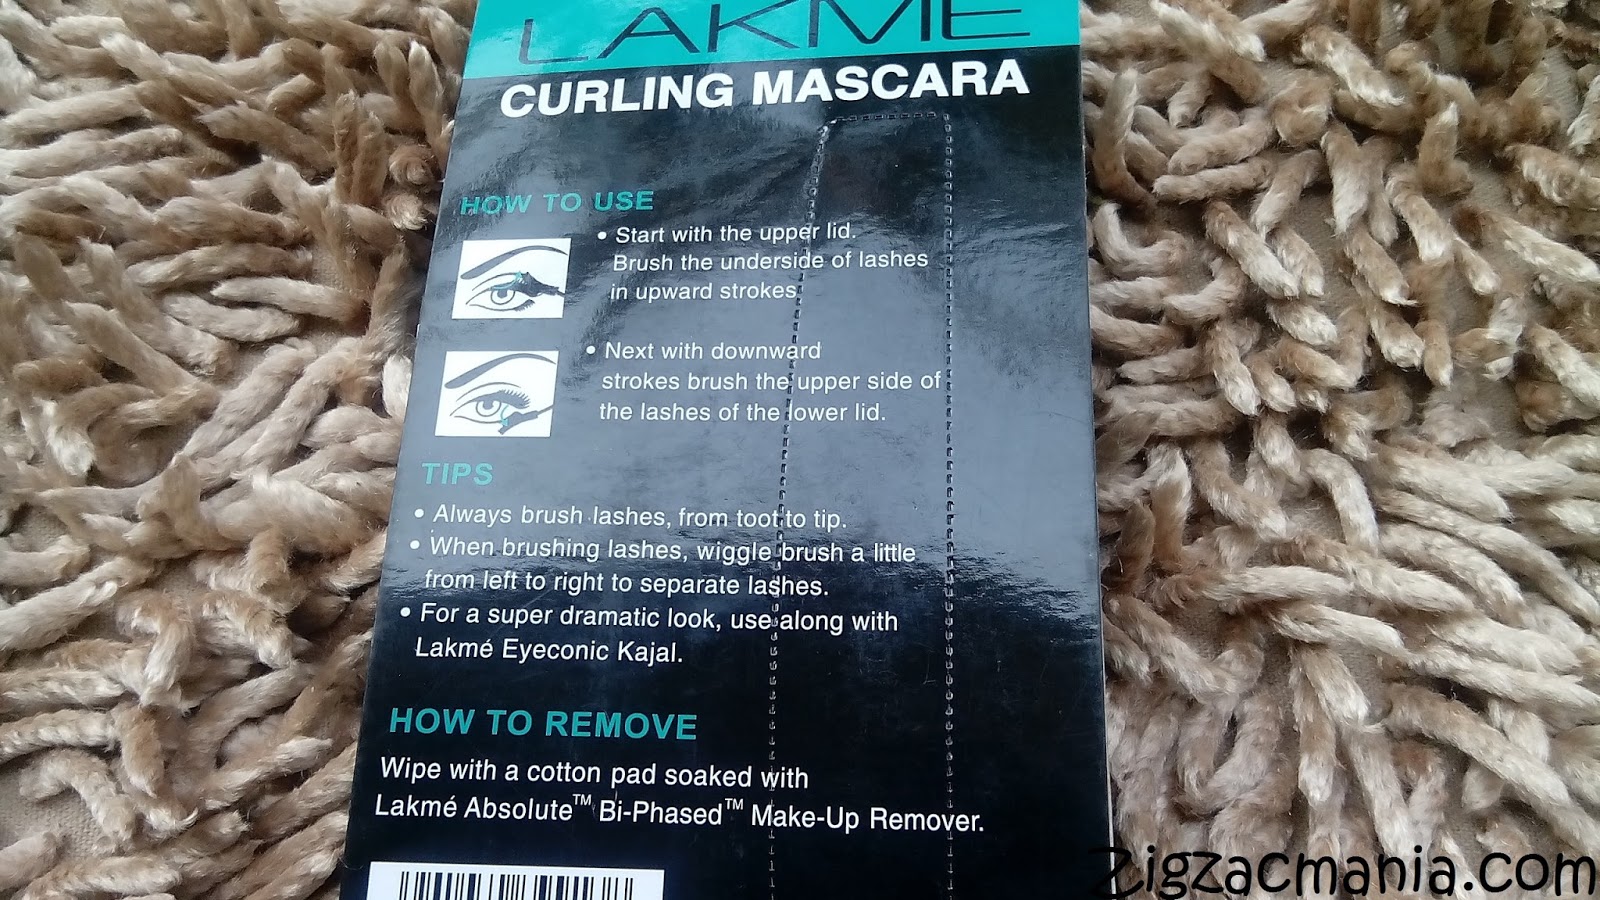 LAKMÉ
CURLING MASCARA
HOW TO USE
• Start with the upper lid.
Brush the underside of lashes
in upward strokes
• Next with downward
strokes brush the upper side of
the lashes of the lower lid.
TIPS
• Always brush lashes, from toot to tip.
• When brushing lashes, wiggle brush a little
from left to right to separate lashes.
• For a super dramatic look, use along with
Lakmé Eyeconic Kajal.
HOW TO REMOVE
Wipe with a cotton pad soaked with
Lakmé Absolute™ Bi-Phased™ Make-Up Remover.
Zigzacmania.com